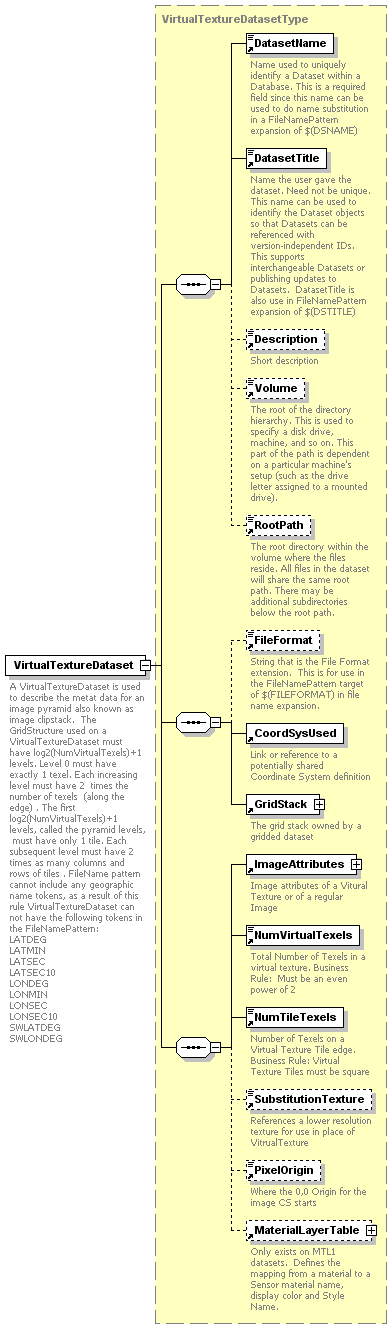 VirtualTextureDatasetType
DatasetName
Name used to uniquely
identify a Dataset within a
Database. This is a required
field since this name can be
used to do name substitution
in a FileNamePattern
expansion of $(DSNAME)
DatasetTitle
Name the user gave the
dataset. Need not be unique.
This name can be used to
identify the Dataset objects
so that Datasets can be
referenced with
version-independent IDs.
This supports
interchangeable Datasets or
publishing updates to
Datasets.  DatasetTitle is
also use in FileNamePattern
expansion of $(DSTITLE)
Description
Short description
Volume
The root of the directory
hierarchy. This is used to
specify a disk drive,
machine, and so on. This
part of the path is dependent
on a particular machine's
setup (such as the drive
letter assigned to a mounted
drive).
RootPath
The root directory within the
volume where the files
reside. All files in the dataset
will share the same root
path. There may be
additional subdirectories
below the root path.
VirtualTextureDataset
A VirtualTextureDataset is used
to describe the metat data for an
image pyramid also known as
image clipstack.  The
GridStructure used on a
VirtualTextureDataset must
have log2(NumVirtualTexels)+1
levels. Level 0 must have
exactly 1 texel. Each increasing
level must have 2  times the
number of texels  (along the
edge) . The first
log2(NumVirtualTexels)+1
levels, called the pyramid levels,
must have only 1 tile. Each
subsequent level must have 2
times as many columns and
rows of tiles . FileName pattern
cannot include any geographic
name tokens, as a result of this
rule VirtualTextureDataset can
not have the following tokens in
the FileNamePattern:
LATDEG
LATMIN
LATSEC
LATSEC10
LONDEG
LONMIN
LONSEC
LONSEC10
SWLATDEG
SWLONDEG
FileFormat
String that is the File Format
extension.  This is for use in
the FileNamePattern target
of $(FILEFORMAT) in file
name expansion.
CoordSysUsed
Link or reference to a
potentially shared
Coordinate System definition
GridStack
The grid stack owned by a
gridded dataset
ImageAttributes
Image attributes of a Vitural
Texture or of a regular
Image
NumVirtualTexels
Total Number of Texels in a
virtual texture. Business
Rule:  Must be an even
power of 2
NumTileTexels
Number of Texels on a
Virtual Texture Tile edge.
Business Rule: Virtual
Texture Tiles must be square
SubstitutionTexture
References a lower resolution
texture for use in place of
VitrualTexture
PixelOrigin
Where the 0,0 Origin for the
image CS starts
MaterialLayerTable
Only exists on MTL1
datasets.  Defines the
mapping from a material to a
Sensor material name,
display color and Style
Name.